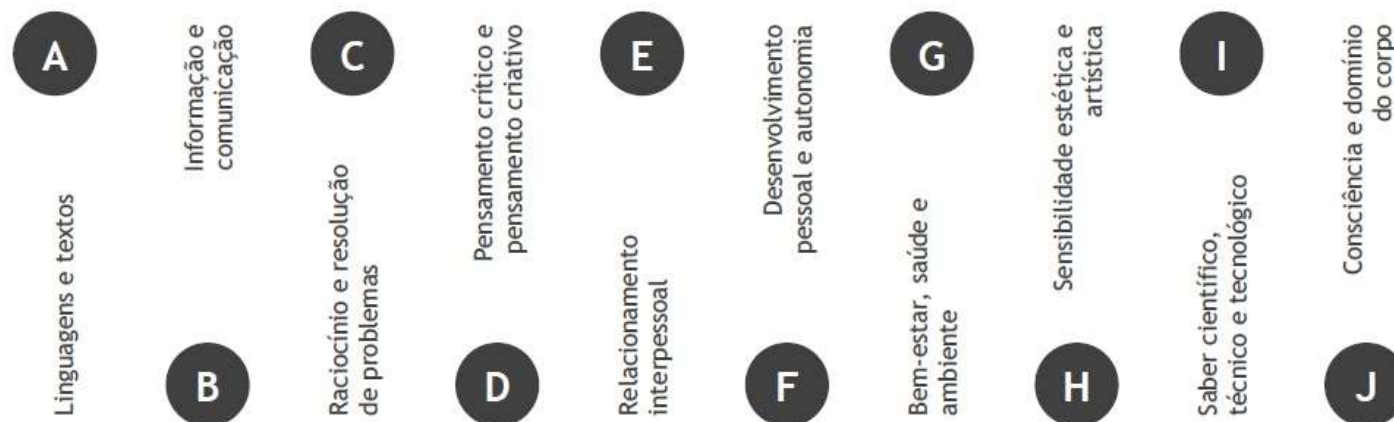 A
Linguagens e textos
B
Informação e
comunicação
C
Raciocínio e resolução
de problemas
D
Pensamento crítico e
pensamento criativo
E
Relacionamento
interpessoal
F
Desenvolvimento
pessoal e autonomia
G
Bem-estar, saúde e
ambiente
H
Sensibilidade estética e
artística
I
Saber científico,
técnico e tecnológico
J
Consciência e domínio
do corpo